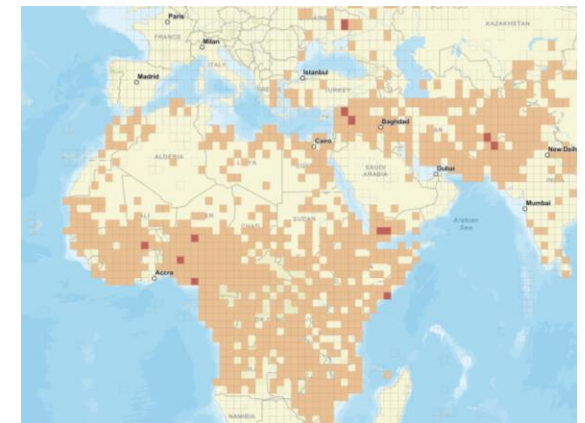 Paris
KAZAKHSTAN
FRANCE
Milan
ITALY
Madrid
Istanbul
TURKEY
Baghdad
Cairo
New Delhi
ALGERIA
SAUDI
ARABIA
Dubai
Mumbai
SUDAN
Arabian
Sea
Accra
NAMIBIA